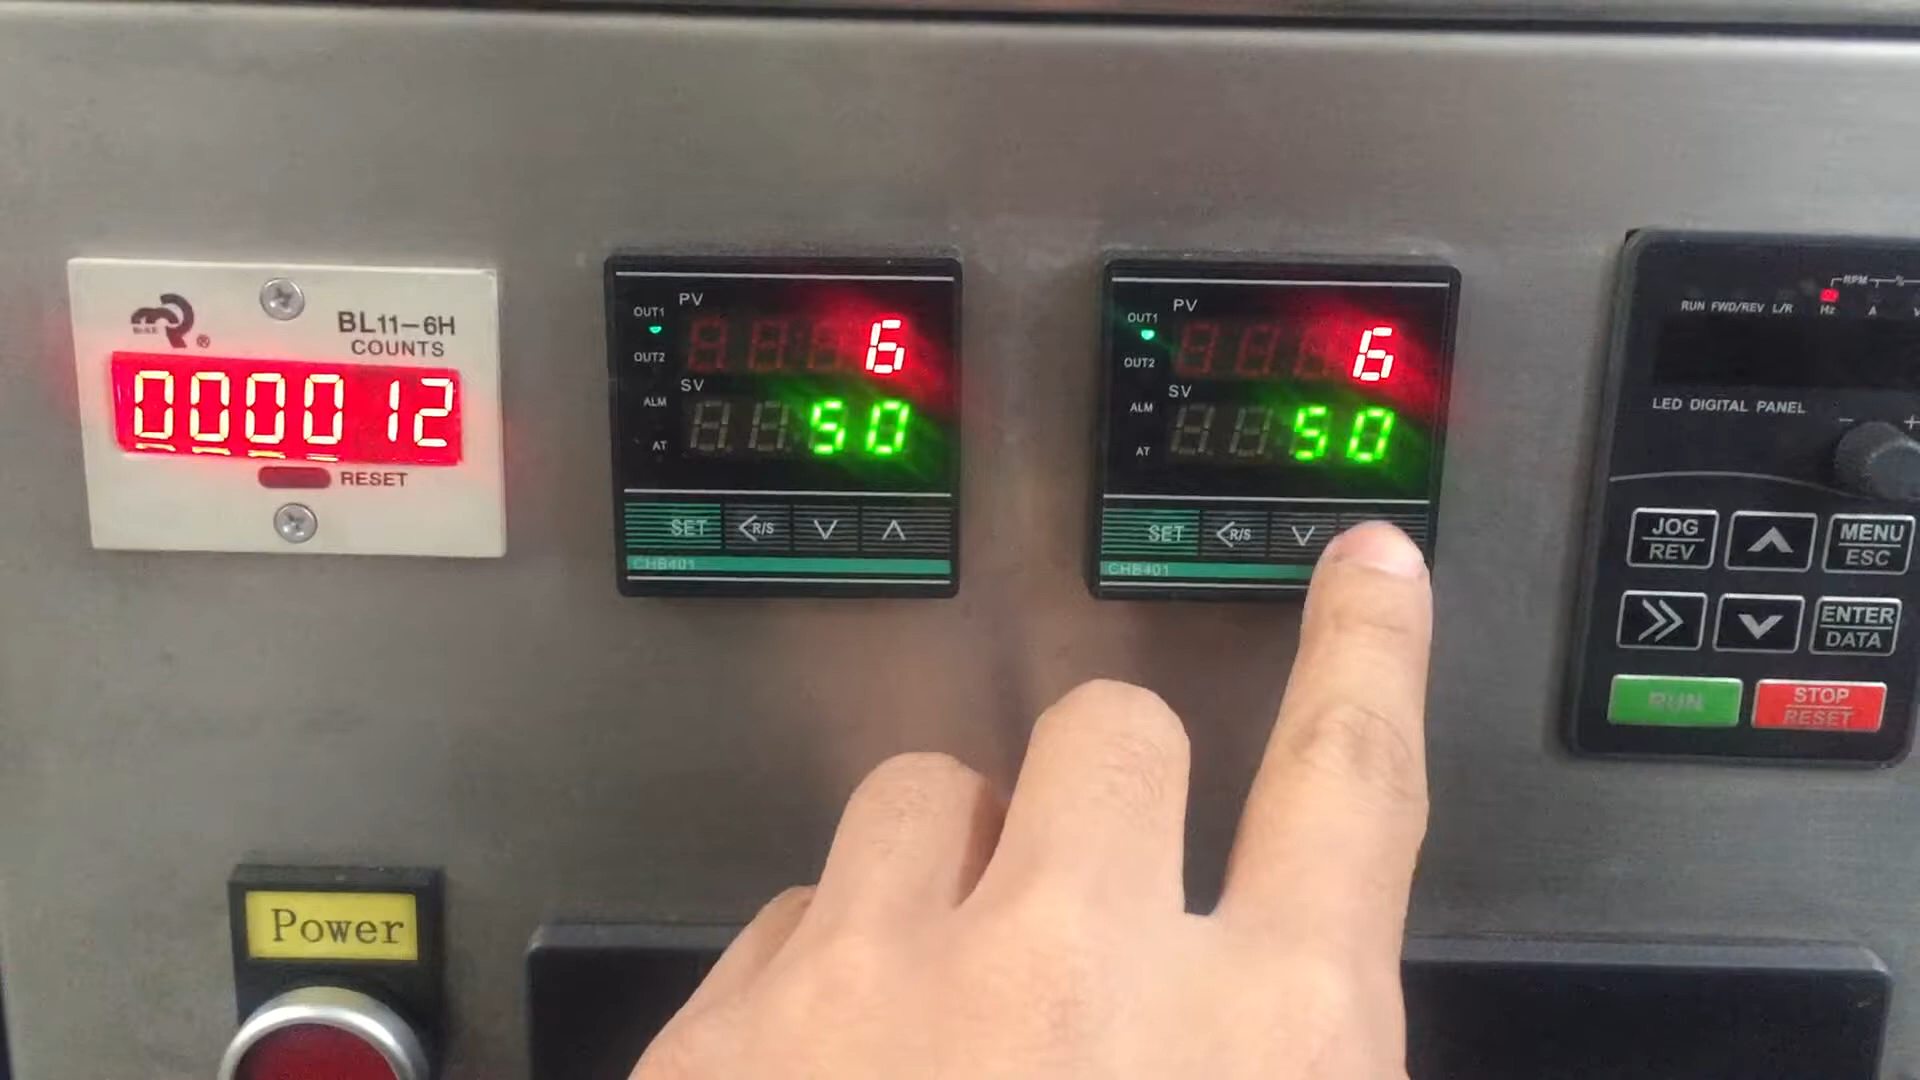 BL11-6H
COUNTS
000012
RESET
PV
OUT1
6
OUT2
SV
ALM
50
AT
SET
R/S
CHB401
PV
OUT1
6
OUT2
SV
ALM
50
AT
SET
R/S
CHB401
RPM
RUN FWD/REV L/R Hz A
LED DIGITAL PANEL
- +
JOG
REV
MENU
ESC
ENTER
DATA
RUN
STOP
RESET
Power